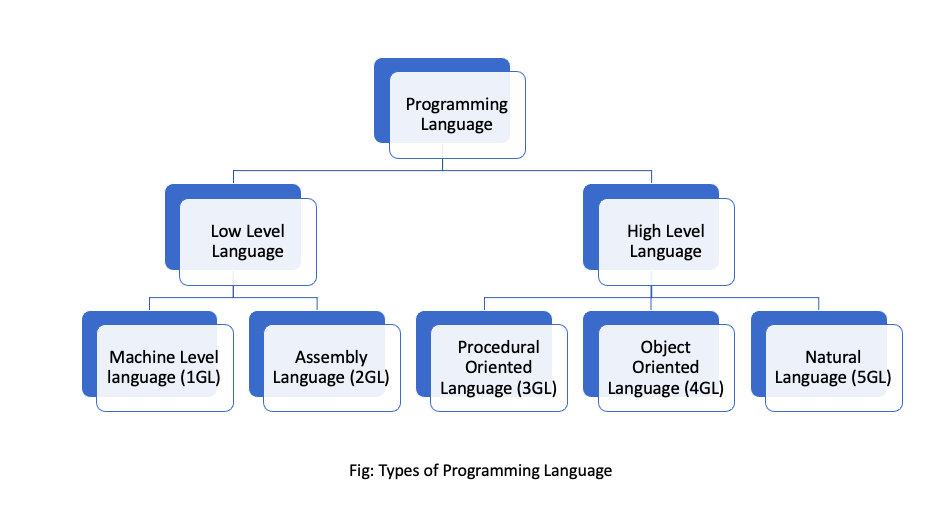 Programming
Language
Low Level
Language
High Level
Language
Machine Level
language (1GL)
Assembly
Language (2GL)
Procedural
Oriented
Language (3GL)
Object
Oriented
Language (4GL)
Natural
Language (5GL)
Fig: Types of Programming Language